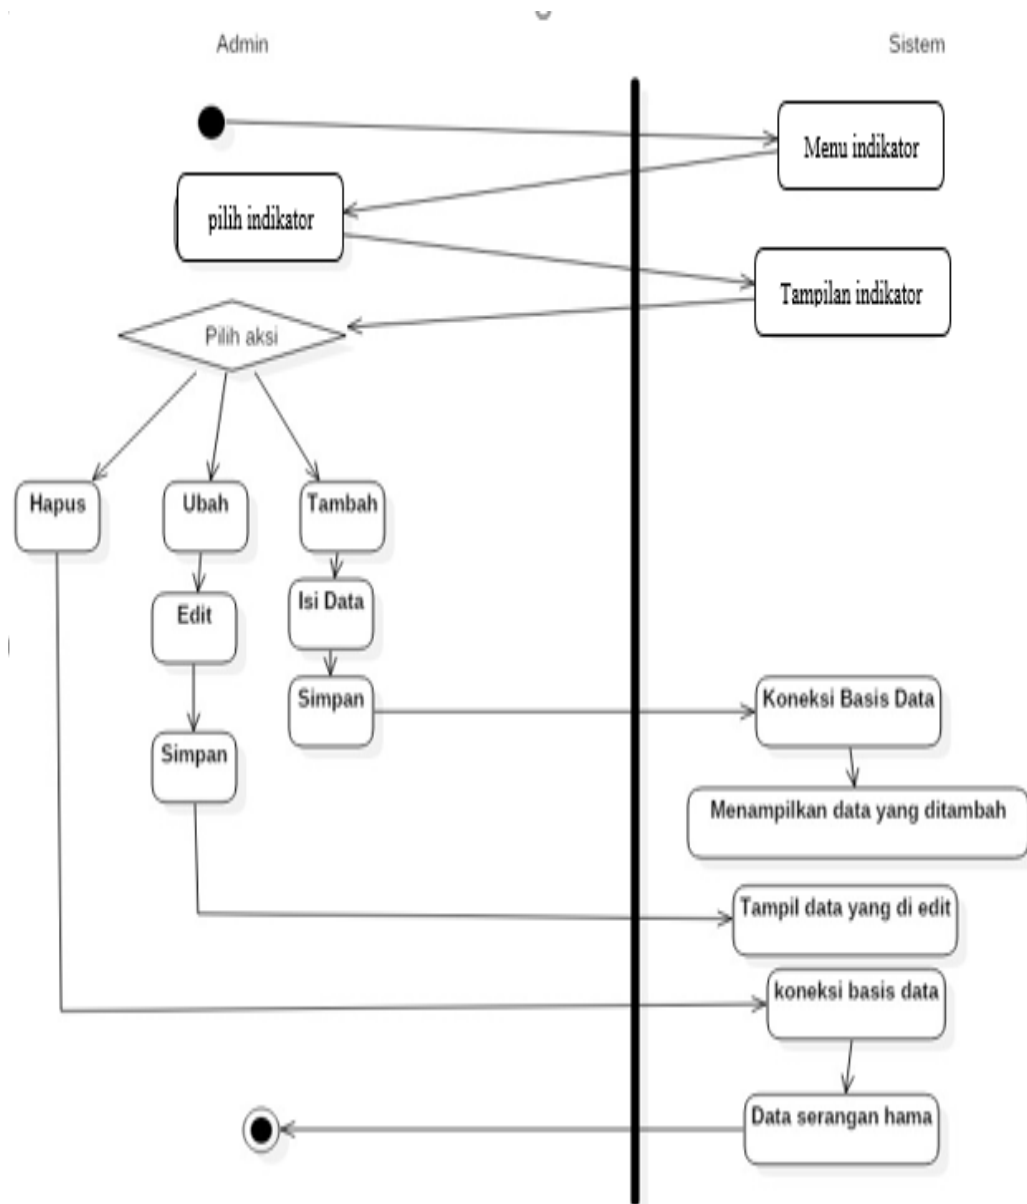 Admin
Sistem
Menu indikator
pilih indikator
Tampilan indikator
Pilih aksi
Hapus
Ubah
Tambah
Edit
Isi Data
Simpan
Simpan
Koneksi Basis Data
Menampilkan data yang ditambah
Tampil data yang di edit
koneksi basis data
Data serangan hama